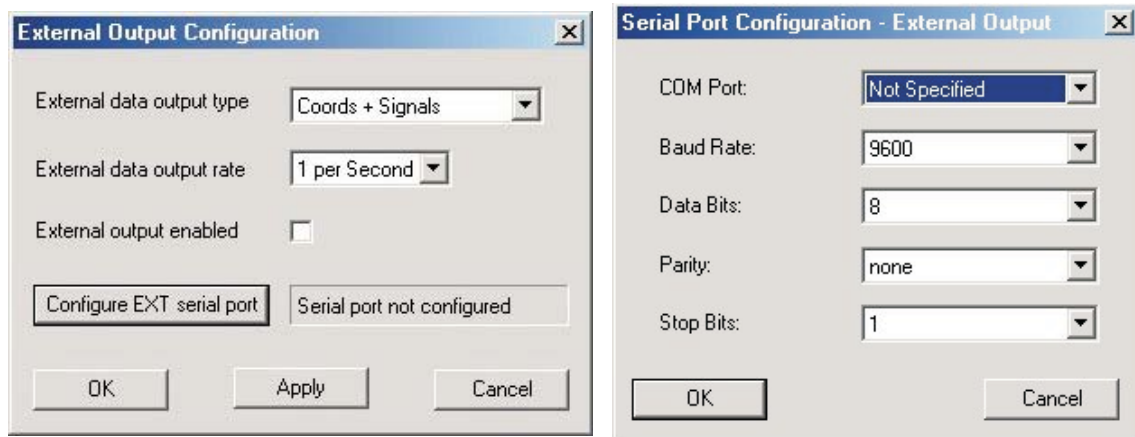 External Output Configuration
External data output type
Coords + Signals
External data output rate
1 per Second
External output enabled
Configure EXT serial port
Serial port not configured
OK
Apply
Cancel
Serial Port Configuration - External Output
COM Port:
Not Specified
Baud Rate:
9600
Data Bits:
8
Parity:
none
Stop Bits:
1
OK
Cancel